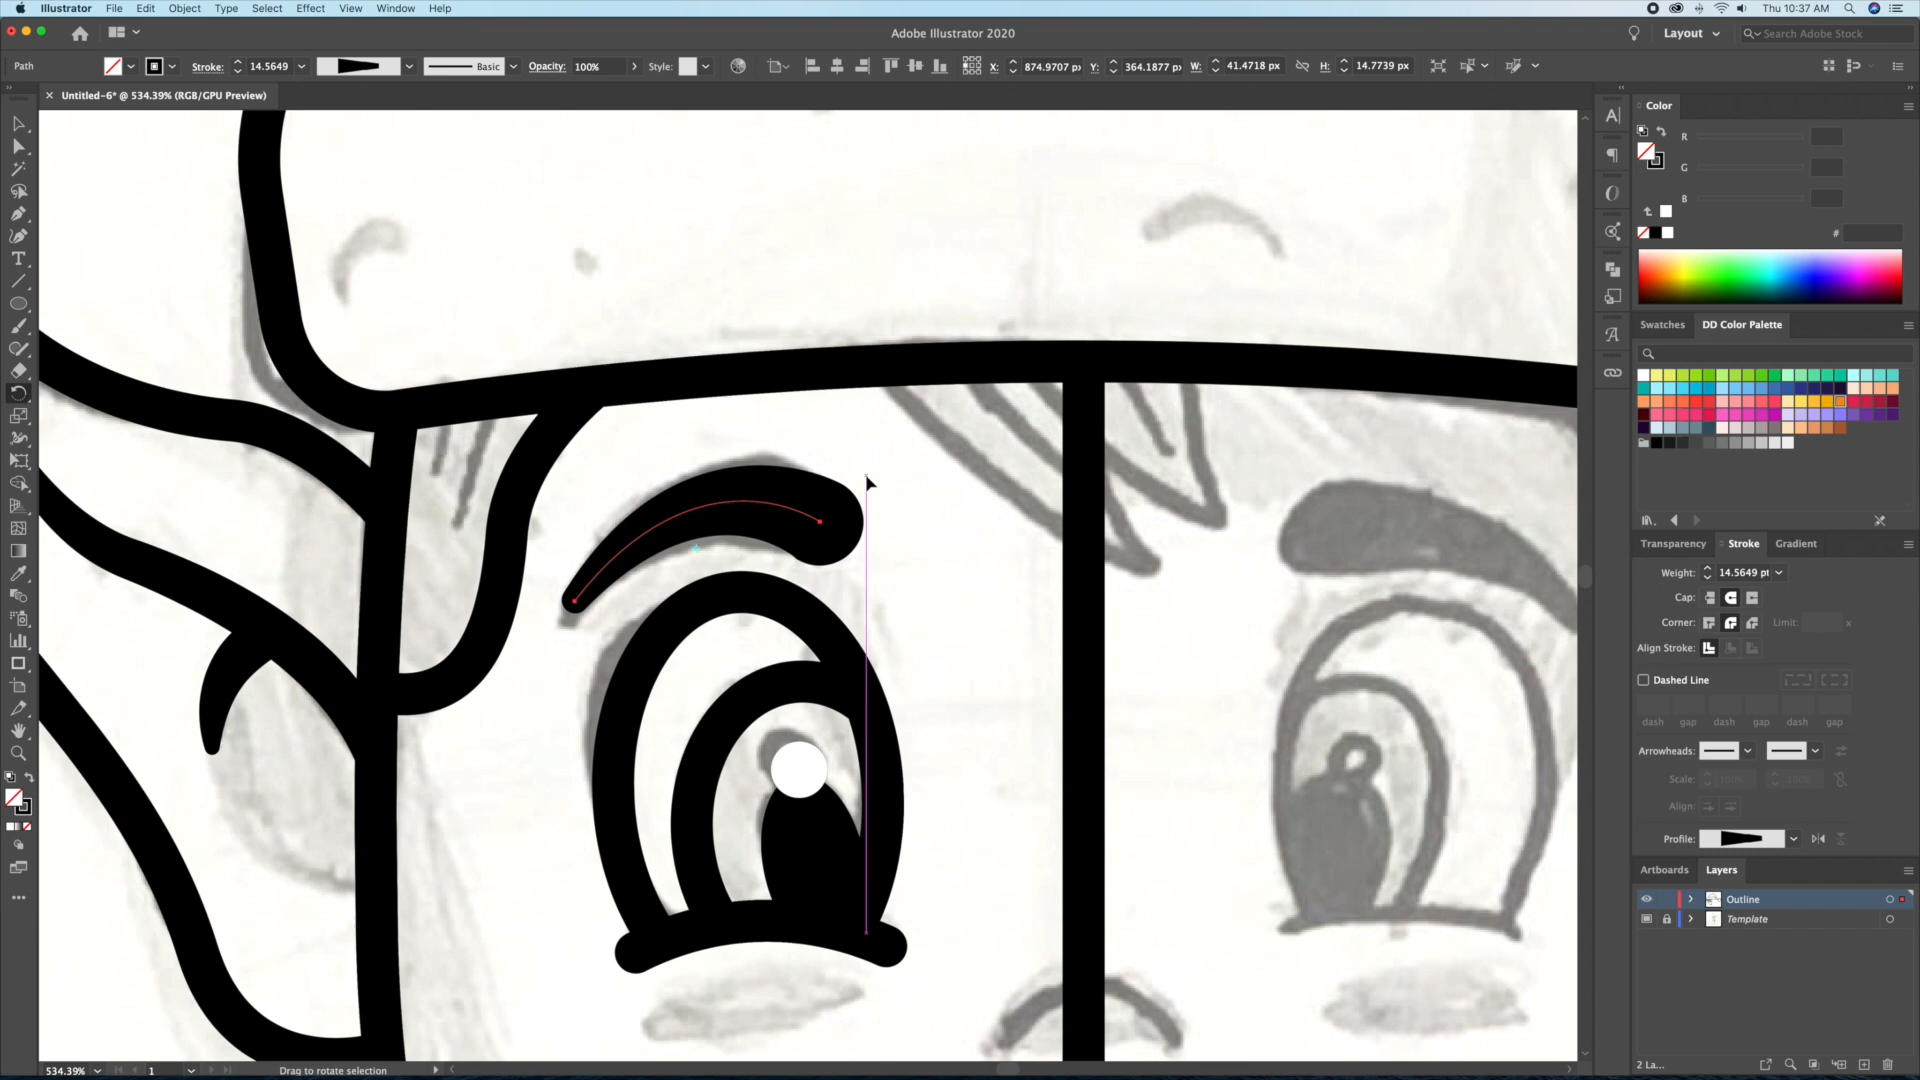 Illustrator File Edit Object Type Select Effect View Window Help Thu 10:37 AM
Adobe Illustrator 2020 Layout Search Adobe Stock
Path Stroke: 14.5649 Basic Opacity: 100% Style: X: 874.9707 px Y: 364.1877 px W: 41.4718 px H: 14.7739 px
Untitled-6* @ 534.39% (RGB/GPU Preview)
Color
R
G
B
#
Swatches DD Color Palette
Transparency Stroke Gradient
Weight: 14.5649 pt
Cap:
Corner: Limit: x
Align Stroke:
Dashed Line
dash gap dash gap dash gap
Arrowheads:
Scale: 100% 100%
Align:
Profile:
Artboards Layers
Outline
Template
2 La...
534.39% 1 Drag to rotate selection